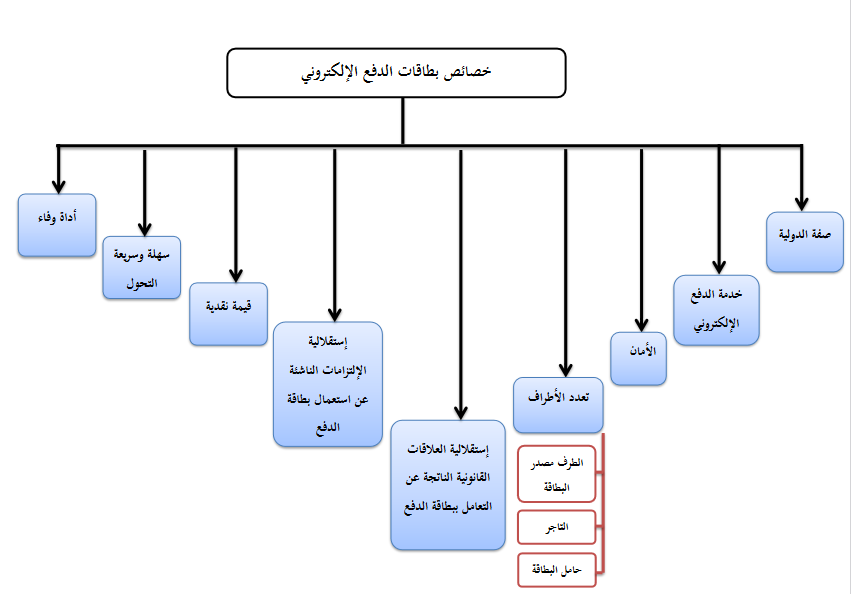 خصائص بطاقات الدفع الإلكتروني
صفة الدولية
خدمة الدفع
الإلكتروني
الأمان
تعدد الأطراف
الطرف مصدر
البطاقة
التاجر
حامل البطاقة
إستقلالية العلاقات
القانونية الناتجة عن
التعامل ببطاقة الدفع
إستقلالية
الإلتزامات الناشئة
عن استعمال بطاقة
الدفع
قيمة نقدية
سهلة وسريعة
التحول
أداة وفاء